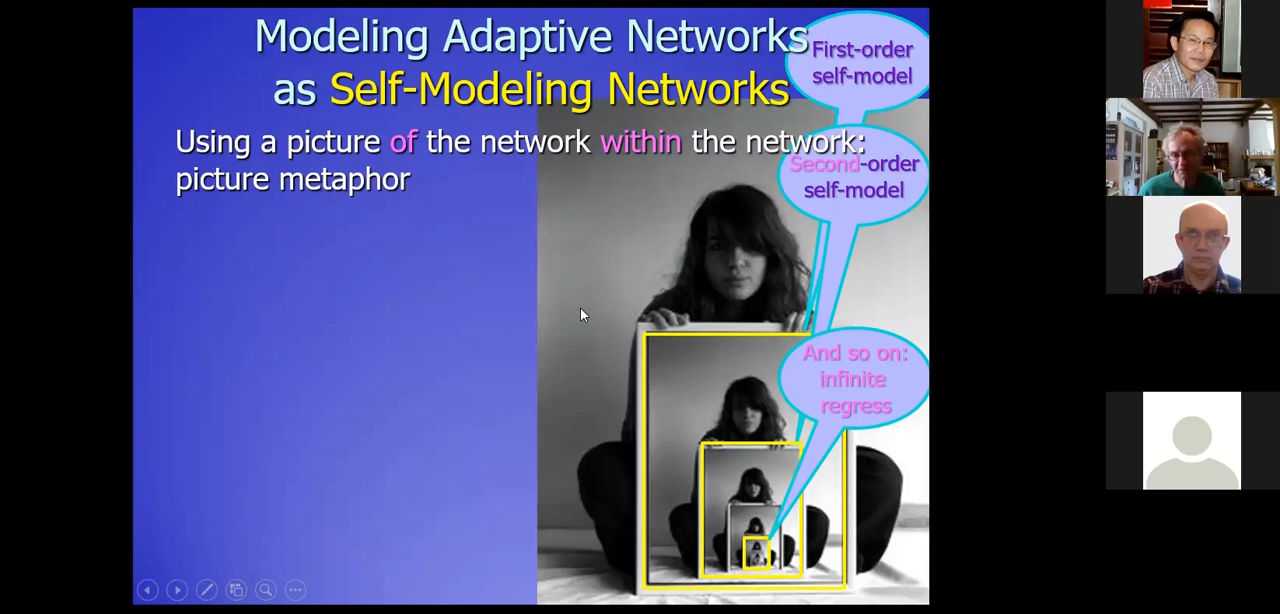 Modeling Adaptive Networks
as Self-Modeling Networks
Using a picture of the network within the network:
picture metaphor
First-order
self-model
Second-order
self-model
And so on:
infinite
regress